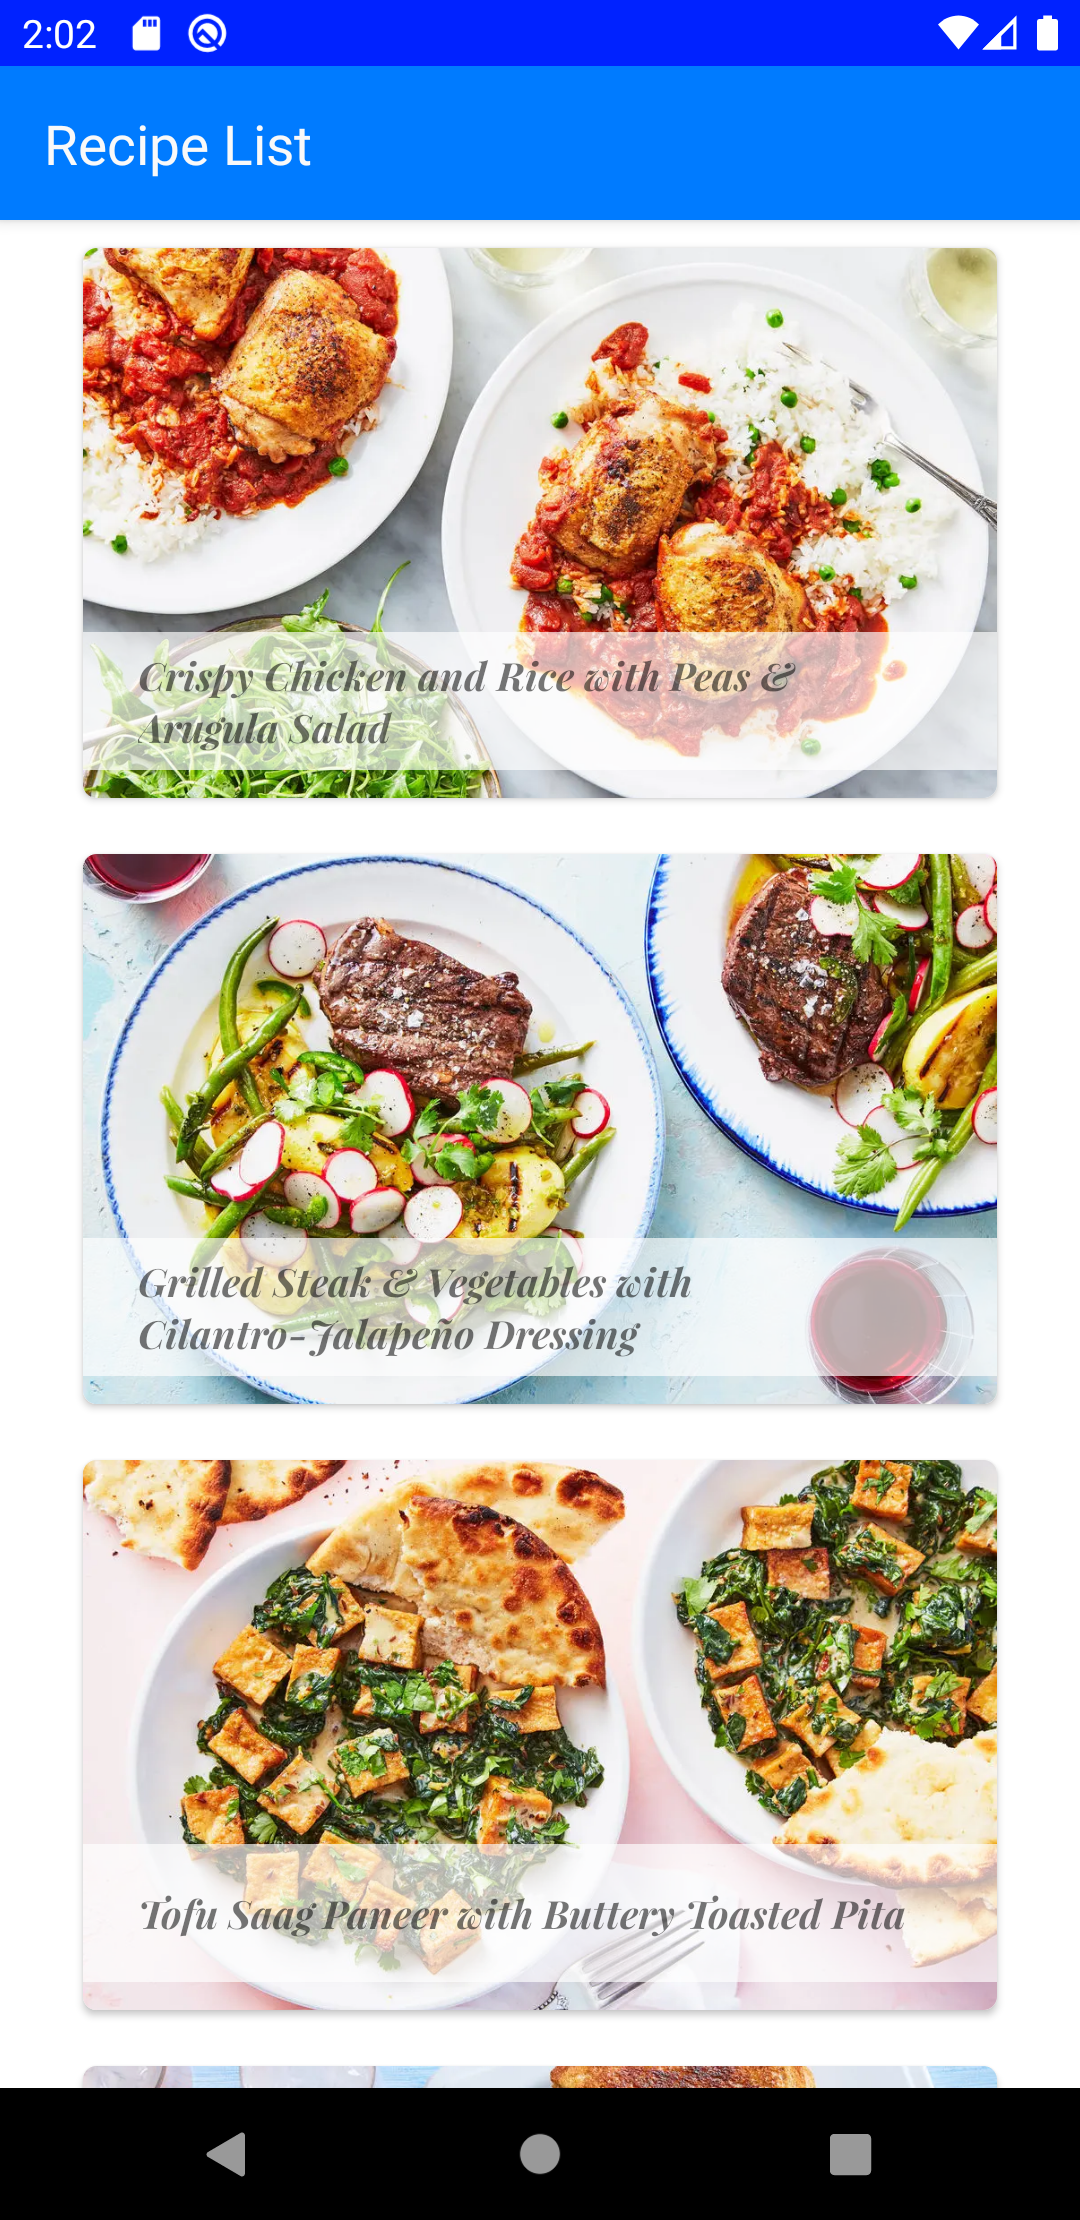 2:02
Recipe List
Crispy Chicken and Rice with Peas &
Arugula Salad
Grilled Steak & Vegetables with
Cilantro-Jalapeño Dressing
Tofu Saag Paneer with Buttery Toasted Pita